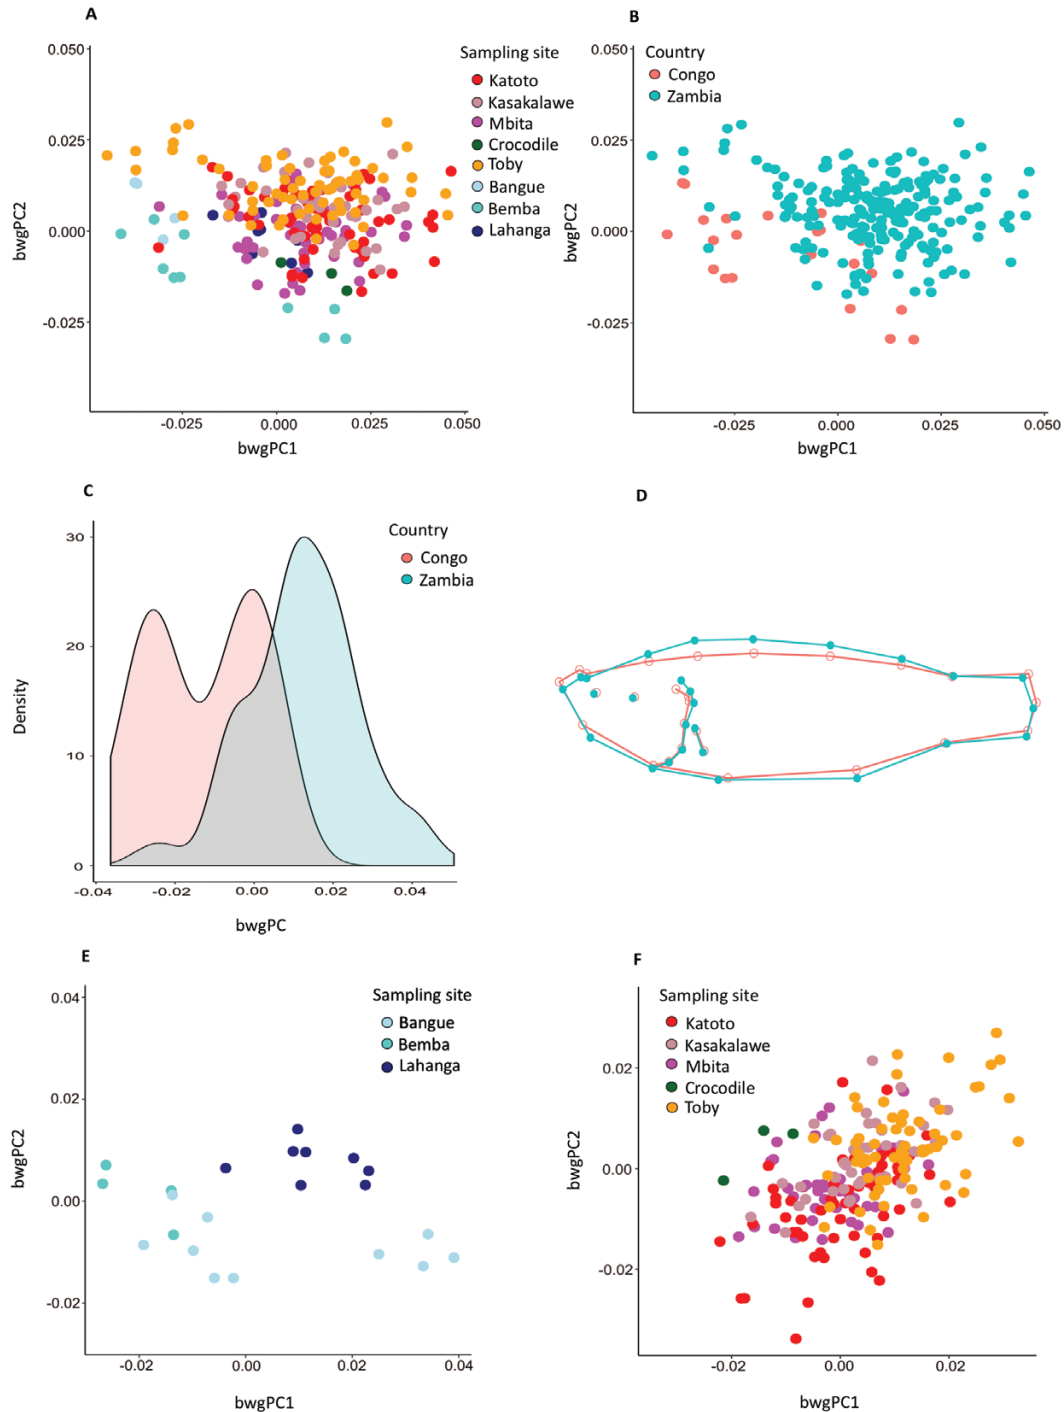 A
Sampling site
Katoto
Kasakalawe
Mbita
Crocodile
Toby
Bangue
Bemba
Lahanga
0.050
0.025
0.000
-0.025
bwgPC2
-0.025
0.000
0.025
0.050
bwgPC1
B
Country
Congo
Zambia
0.050
0.025
0.000
-0.025
bwgPC2
-0.025
0.000
0.025
0.050
bwgPC1
C
Country
Congo
Zambia
30
20
10
0
Density
-0.04
-0.02
0.00
0.02
0.04
bwgPC
D
E
Sampling site
Bangue
Bemba
Lahanga
0.04
0.02
0.00
-0.02
bwgPC2
-0.02
0.00
0.02
0.04
bwgPC1
F
Sampling site
Katoto
Kasakalawe
Mbita
Crocodile
Toby
0.02
0.00
-0.02
bwgPC2
-0.02
0.00
0.02
bwgPC1